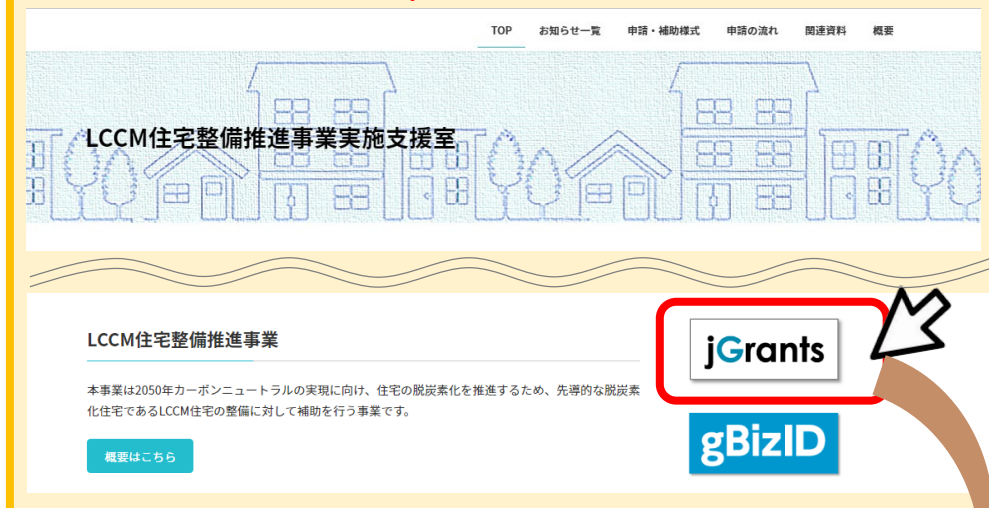 TOP お知らせ一覧 申請・補助様式 申請の流れ 関連資料 概要
LCCM住宅整備推進事業実施支援室
LCCM住宅整備推進事業
本事業は2050年カーボンニュートラルの実現に向け、住宅の脱炭素化を推進するため、先導的な脱炭素
化住宅であるLCCM住宅の整備に対して補助を行う事業です。
概要はこちら
jGrants
gBizID